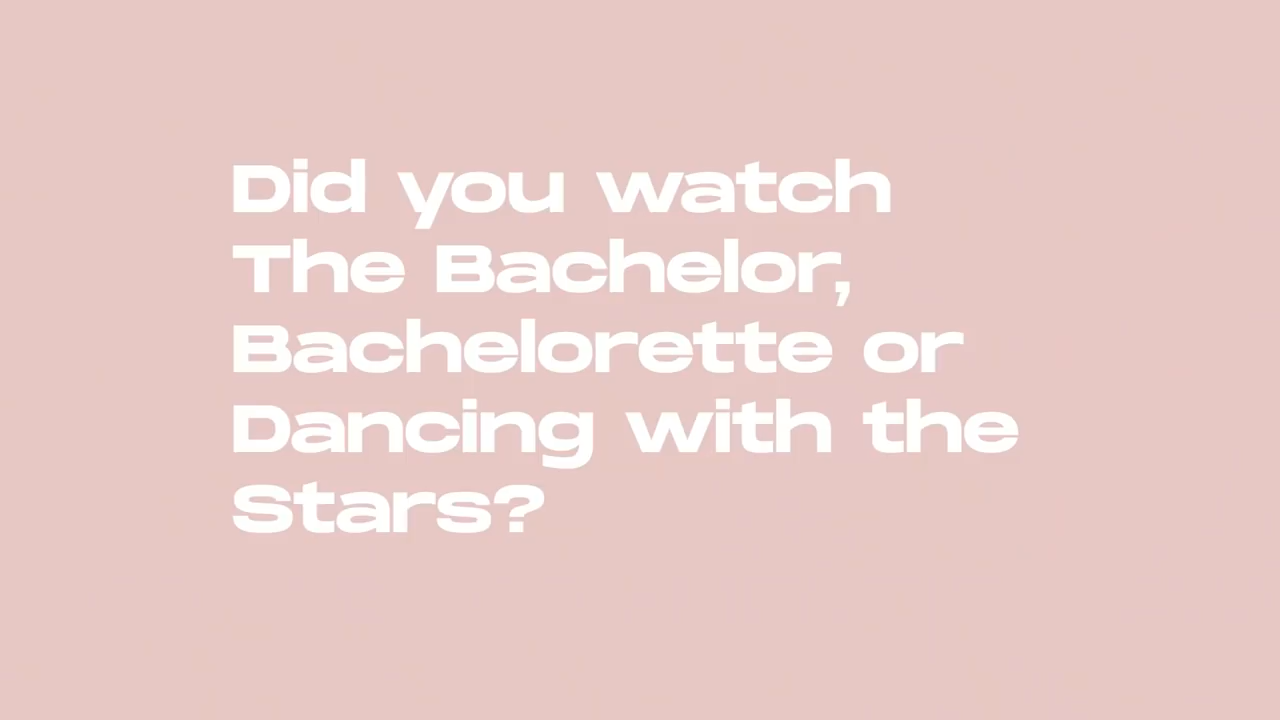 Did you watch
The Bachelor,
Bachelorette or
Dancing with the
Stars?